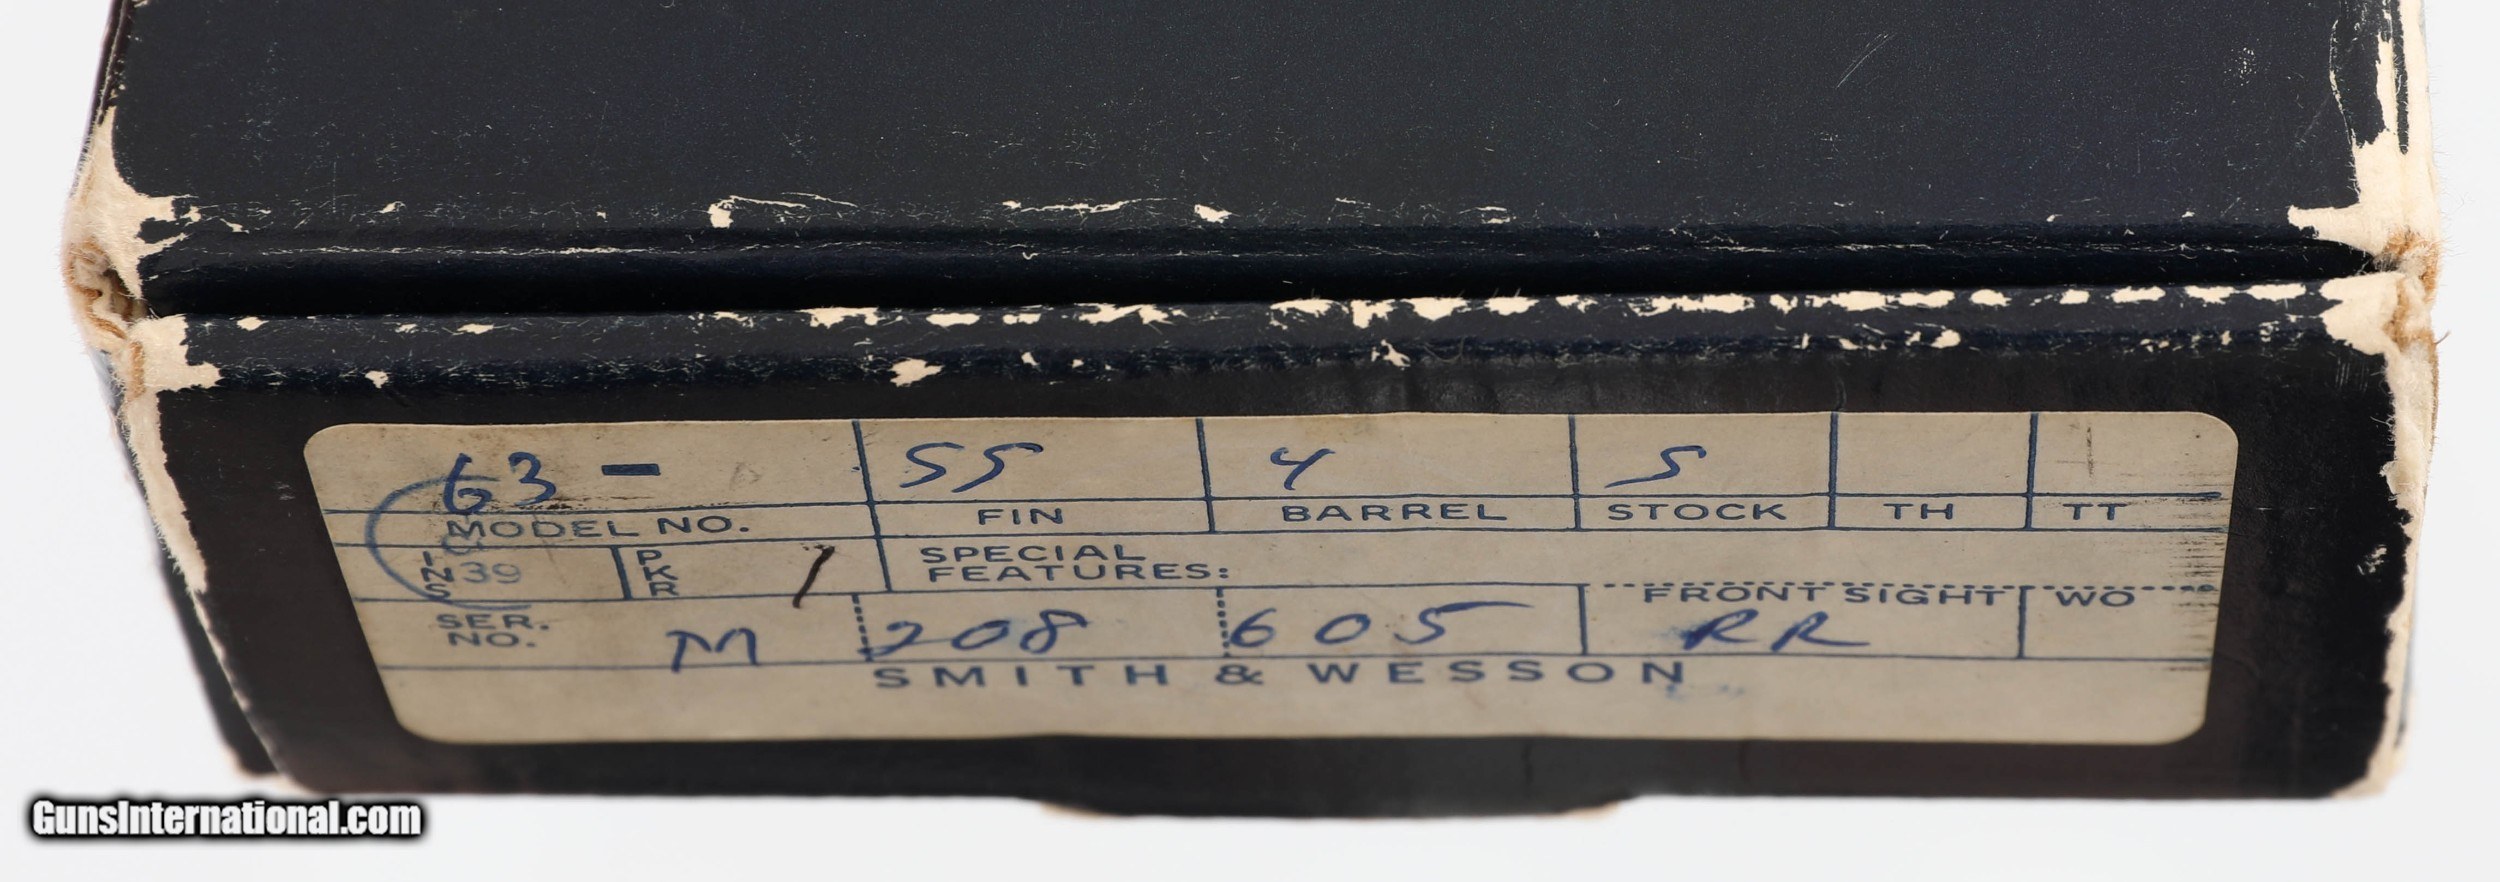 63 - SS 4 S
MODEL NO. FIN BARREL STOCK TH TT
INS 39 PKR 1 SPECIAL
FEATURES:
FRONT SIGHT WO
SER.
NO. M 208 605 RR
SMITH & WESSON
GunsInternational.com